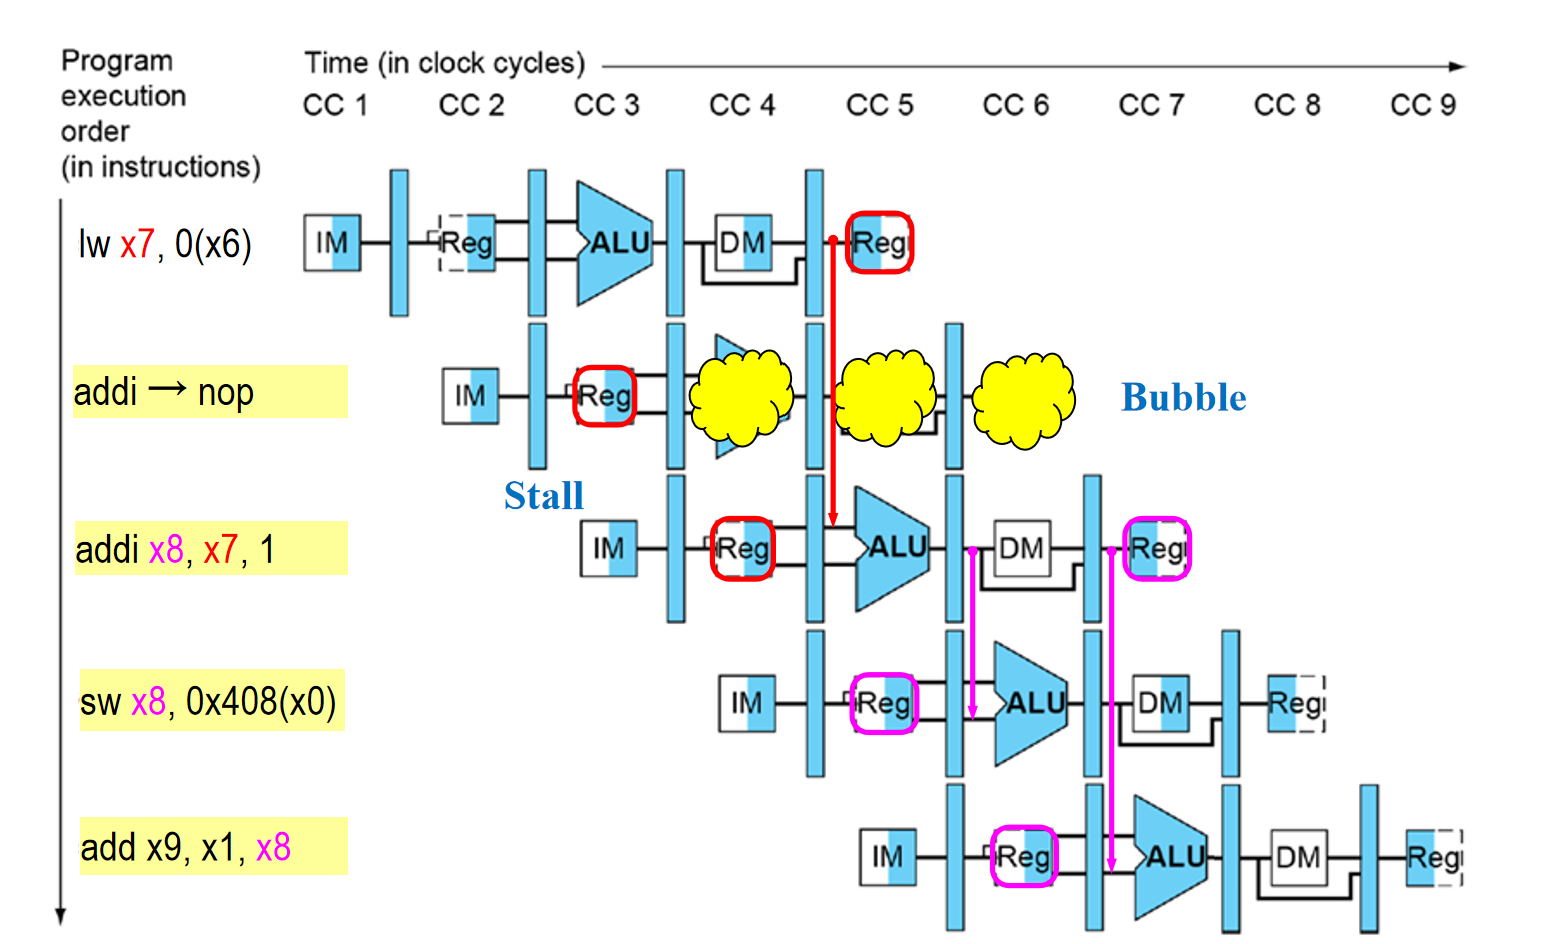 Program
execution
order
(in instructions)
Time (in clock cycles)
CC 1 CC 2 CC 3 CC 4 CC 5 CC 6 CC 7 CC 8 CC 9
lw x7, 0(x6)
IM Reg ALU DM Reg
addi → nop
IM Reg
Bubble
Stall
addi x8, x7, 1
IM Reg ALU DM Reg
sw x8, 0x408(x0)
IM Reg ALU DM Reg
add x9, x1, x8
IM Reg ALU DM Reg